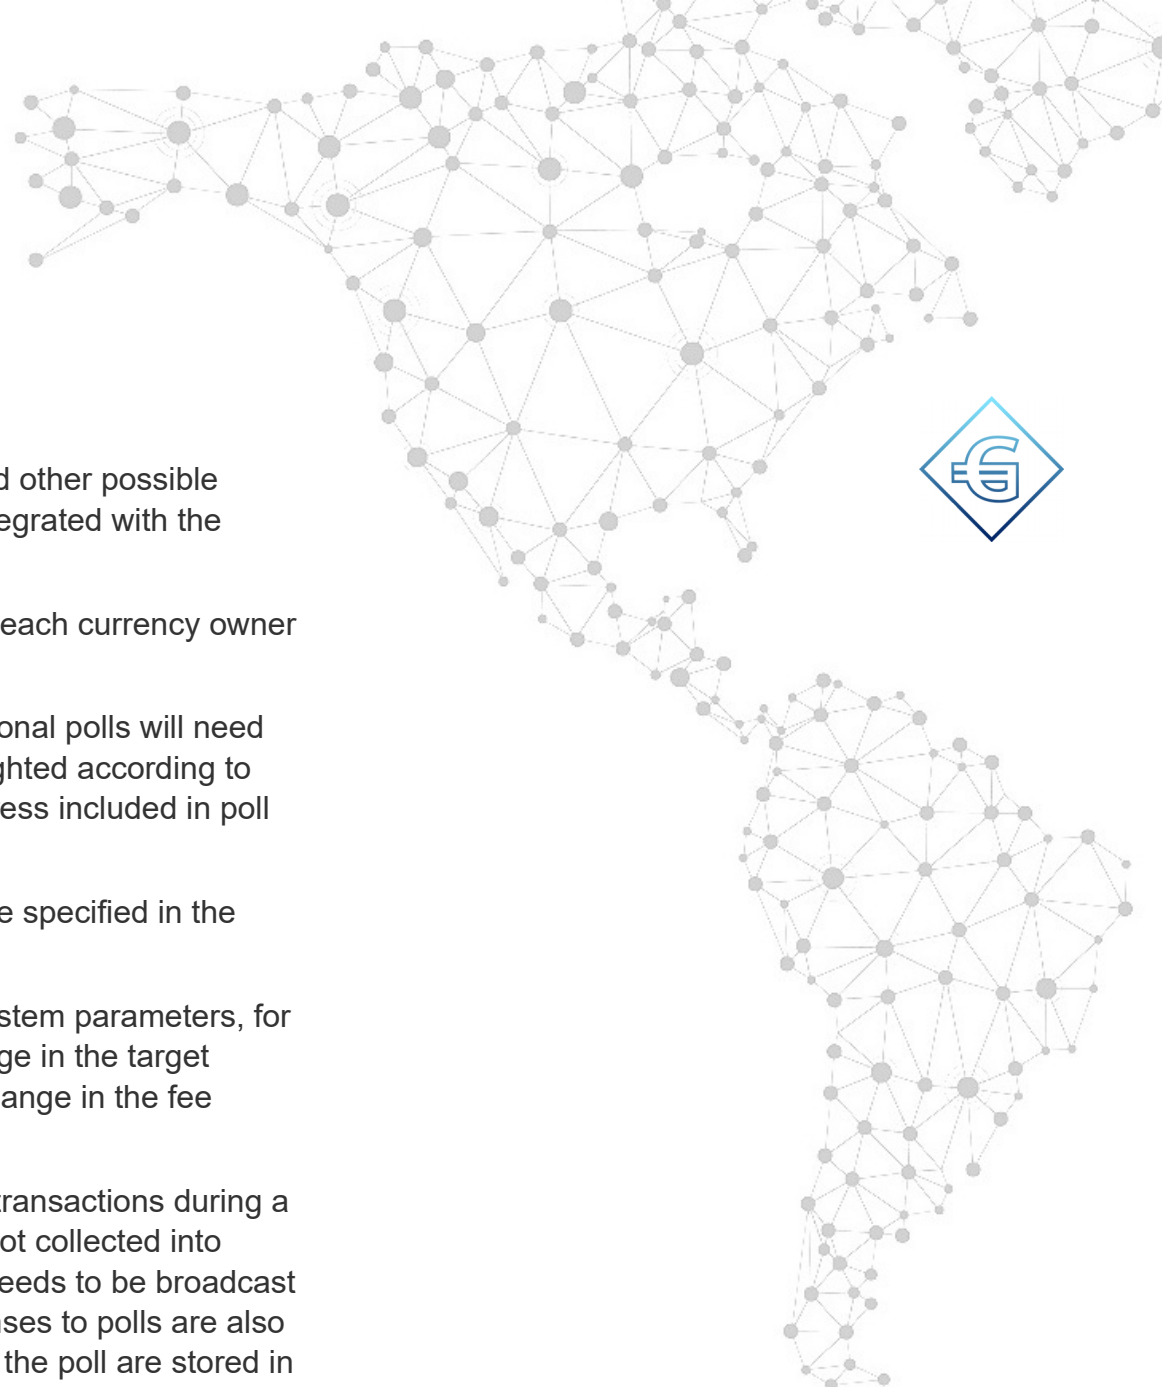 d other possible
egrated with the
each currency owner
onal polls will need
ghted according to
ress included in poll
e specified in the
stem parameters, for
ge in the target
ange in the fee
transactions during a
ot collected into
eeds to be broadcast
nses to polls are also
the poll are stored in